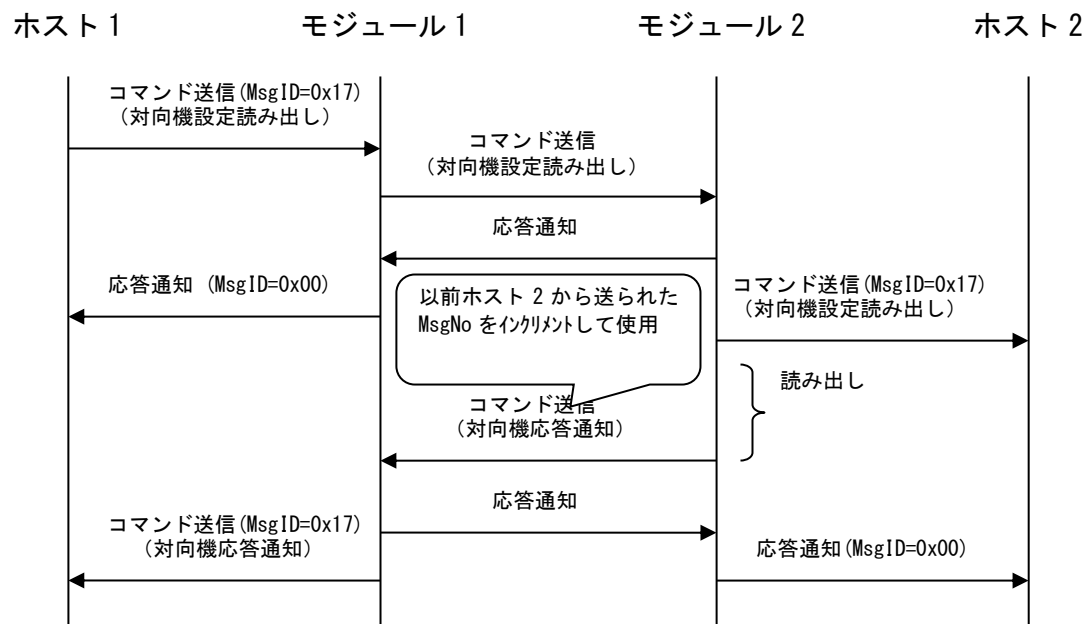 ホスト1 モジュール1 モジュール2 ホスト2
コマンド送信(MsgID=0x17)
(対向機設定読み出し)
コマンド送信
(対向機設定読み出し)
応答通知
応答通知 (MsgID=0x00)
コマンド送信(MsgID=0x17)
(対向機設定読み出し)
以前ホスト2から送られた
MsgNoをインクリメントして使用
読み出し
コマンド送信
(対向機応答通知)
応答通知
コマンド送信(MsgID=0x17)
(対向機応答通知)
応答通知(MsgID=0x00)